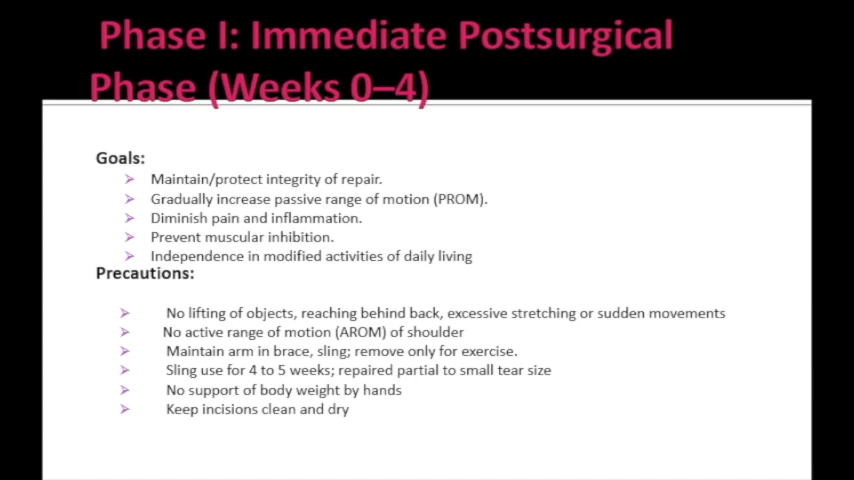 Phase I: Immediate Postsurgical
Phase (Weeks 0–4)
Goals:
Maintain/protect integrity of repair.
Gradually increase passive range of motion (PROM).
Diminish pain and inflammation.
Prevent muscular inhibition.
Independence in modified activities of daily living
Precautions:
No lifting of objects, reaching behind back, excessive stretching or sudden movements
No active range of motion (AROM) of shoulder
Maintain arm in brace, sling; remove only for exercise.
Sling use for 4 to 5 weeks; repaired partial to small tear size
No support of body weight by hands
Keep incisions clean and dry